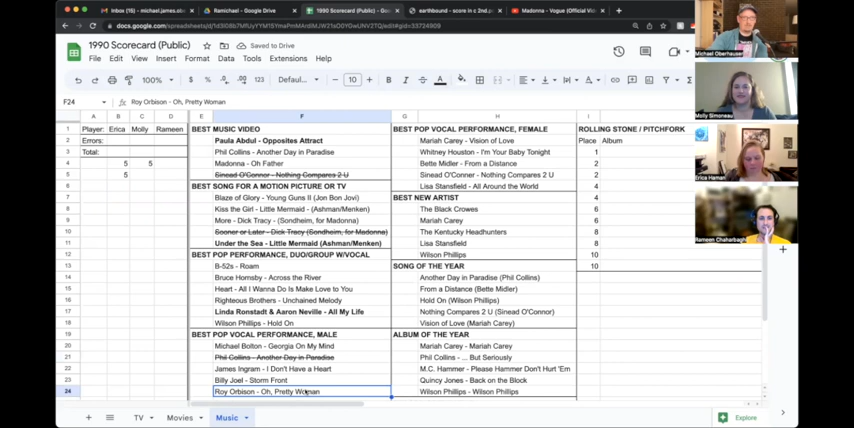 Inbox (15) - michael.james.ob
Ramichael - Google Drive
1990 Scorecard (Public) - Goo
earthbound - score in c 2nd.p
Madonna - Vogue (Official Vid
docs.google.com
1990 Scorecard (Public)
Saved to Drive
File Edit View Insert Format Data Tools Extensions Help
100% $ % .0 .00 123 Defaul... 10 B I S A
F24 Roy Orbison - Oh, Pretty Woman
A B C D E F G H I
1 Player: Erica Molly Rameen BEST MUSIC VIDEO BEST POP VOCAL PERFORMANCE, FEMALE ROLLING STONE / PITCHFORK
2 Errors: Paula Abdul - Opposites Attract Mariah Carey - Vision of Love Place Album
3 Total: Phil Collins - Another Day in Paradise Whitney Houston - I'm Your Baby Tonight 1
4 5 5 Madonna - Oh Father Bette Midler - From a Distance 2
5 5 Sinead O'Connor - Nothing Compares 2 U Sinead O'Connor - Nothing Compares 2 U 2
6 BEST SONG FOR A MOTION PICTURE OR TV Lisa Stansfield - All Around the World 4
7 Blaze of Glory - Young Guns II (Jon Bon Jovi) BEST NEW ARTIST 4
8 Kiss the Girl - Little Mermaid - (Ashman/Menken) The Black Crowes 6
9 More - Dick Tracy - (Sondheim, for Madonna) Mariah Carey 6
10 Sooner or Later - Dick Tracy (Sondheim, for Madonna) The Kentucky Headhunters 8
11 Under the Sea - Little Mermaid (Ashman/Menken) Lisa Stansfield 8
12 BEST POP PERFORMANCE, DUO/GROUP W/VOCAL Wilson Phillips 10
13 B-52s - Roam SONG OF THE YEAR 10
14 Bruce Hornsby - Across the River Another Day in Paradise (Phil Collins)
15 Heart - All I Wanna Do Is Make Love to You From a Distance (Bette Midler)
16 Righteous Brothers - Unchained Melody Hold On (Wilson Phillips)
17 Linda Ronstadt & Aaron Neville - All My Life Nothing Compares 2 U (Sinead O'Connor)
18 Wilson Phillips - Hold On Vision of Love (Mariah Carey)
19 BEST POP VOCAL PERFORMANCE, MALE ALBUM OF THE YEAR
20 Michael Bolton - Georgia On My Mind Mariah Carey - Mariah Carey
21 Phil Collins - Another Day in Paradise Phil Collins - ... But Seriously
22 James Ingram - I Don't Have a Heart M.C. Hammer - Please Hammer Don't Hurt 'Em
23 Billy Joel - Storm Front Quincy Jones - Back on the Block
24 Roy Orbison - Oh, Pretty Woman Wilson Phillips - Wilson Phillips
TV Movies Music Explore
Michael Oberhauser
Molly Simoneau
Erica Haman
Rameen Chaharbaghi